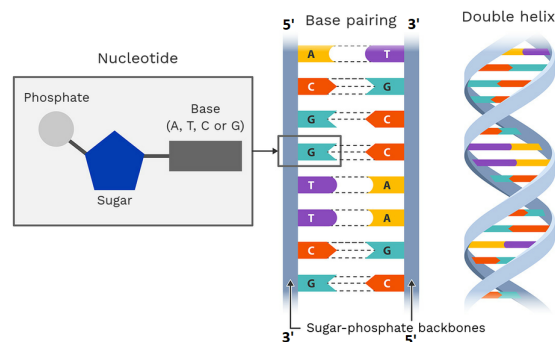 5'
Base pairing
3'
Double helix
Nucleotide
Phosphate
Base
(A, T, C or G)
Sugar
A T
C G
G C
G C
T A
T A
C G
G C
Sugar-phosphate backbones
3'
5'